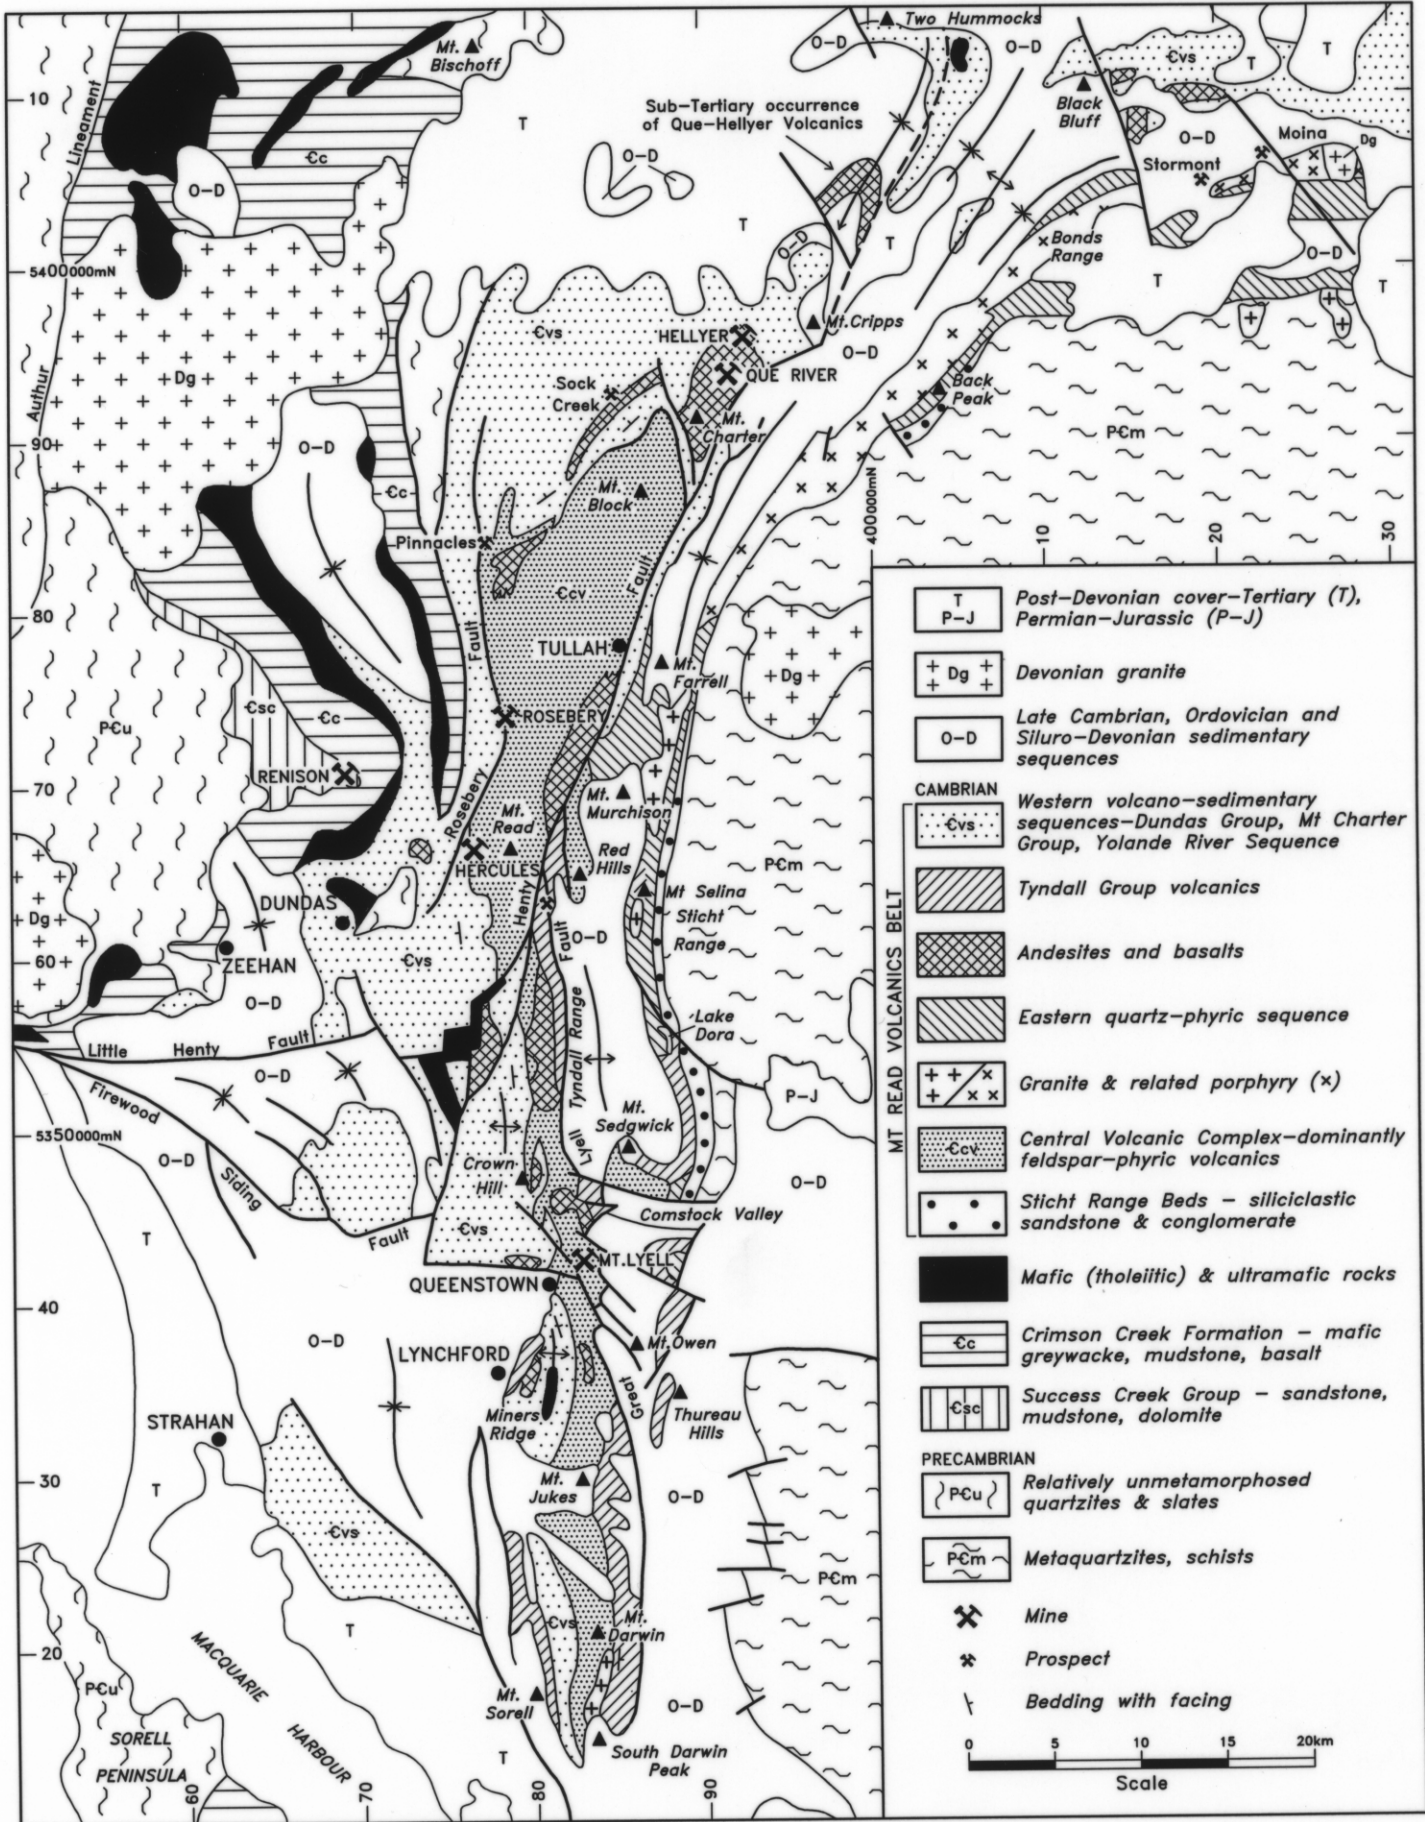 Two Hummocks
Mt.
Bischoff
O-D
O-D
Ꞓvs
T
T
10
Lineament
Sub-Tertiary occurrence
of Que-Hellyer Volcanics
Black
Bluff
T
O-D
Moina
Dg
Ꞓc
O-D
Stormont
O-D
T
O-D
T
Bonds
Range
O-D
T
T
5400000mN
Ꞓvs
HELLYER
Mt.Cripps
O-D
Dg
QUE RIVER
Sock
Creek
Back
Peak
Arthur
Mt.
Charter
PꞒm
90
O-D
Ꞓc
Mt.
Block
400000mN
10
20
30
Pinnacles
Fault
Ꞓcv
80
Fault
TULLAH
Mt.
Farrell
Dg
Ꞓsc
Ꞓc
ROSEBERY
PꞒu
RENISON
70
Rosebery
Mt.
Murchison
Mt.
Read
Red
Hills
PꞒm
HERCULES
Henty
Mt Selina
DUNDAS
Dg
Sticht
Range
Fault
O-D
60
ZEEHAN
Ꞓvs
O-D
Lake
Dora
Little Henty Fault
Tyndall Range
O-D
P-J
Firewood
Mt.
Sedgwick
5350000mN
O-D
Lyell
Crown
Hill
O-D
Siding
Comstock Valley
T
Ꞓvs
Fault
MT.LYELL
QUEENSTOWN
40
O-D
Mt.Owen
LYNCHFORD
Great
Miners
Ridge
Thureau
Hills
STRAHAN
30
Mt.
Jukes
O-D
T
Ꞓvs
PꞒm
Ꞓvs
Mt.
Darwin
T
20
MACQUARIE
HARBOUR
PꞒu
Mt.
Sorell
O-D
SORELL
PENINSULA
T
South Darwin
Peak
60
70
80
90
T
P-J
Post-Devonian cover-Tertiary (T),
Permian-Jurassic (P-J)
Dg
Devonian granite
O-D
Late Cambrian, Ordovician and
Siluro-Devonian sedimentary
sequences
CAMBRIAN
MT READ VOLCANICS BELT
Ꞓvs
Western volcano-sedimentary
sequences-Dundas Group, Mt Charter
Group, Yolande River Sequence
Tyndall Group volcanics
Andesites and basalts
Eastern quartz-phyric sequence
Granite & related porphyry (x)
Ꞓcv
Central Volcanic Complex-dominantly
feldspar-phyric volcanics
Sticht Range Beds - siliciclastic
sandstone & conglomerate
Mafic (tholeiitic) & ultramafic rocks
Ꞓc
Crimson Creek Formation - mafic
greywacke, mudstone, basalt
Ꞓsc
Success Creek Group - sandstone,
mudstone, dolomite
PRECAMBRIAN
PꞒu
Relatively unmetamorphosed
quartzites & slates
PꞒm
Metaquartzites, schists
Mine
Prospect
Bedding with facing
0 5 10 15 20km
Scale